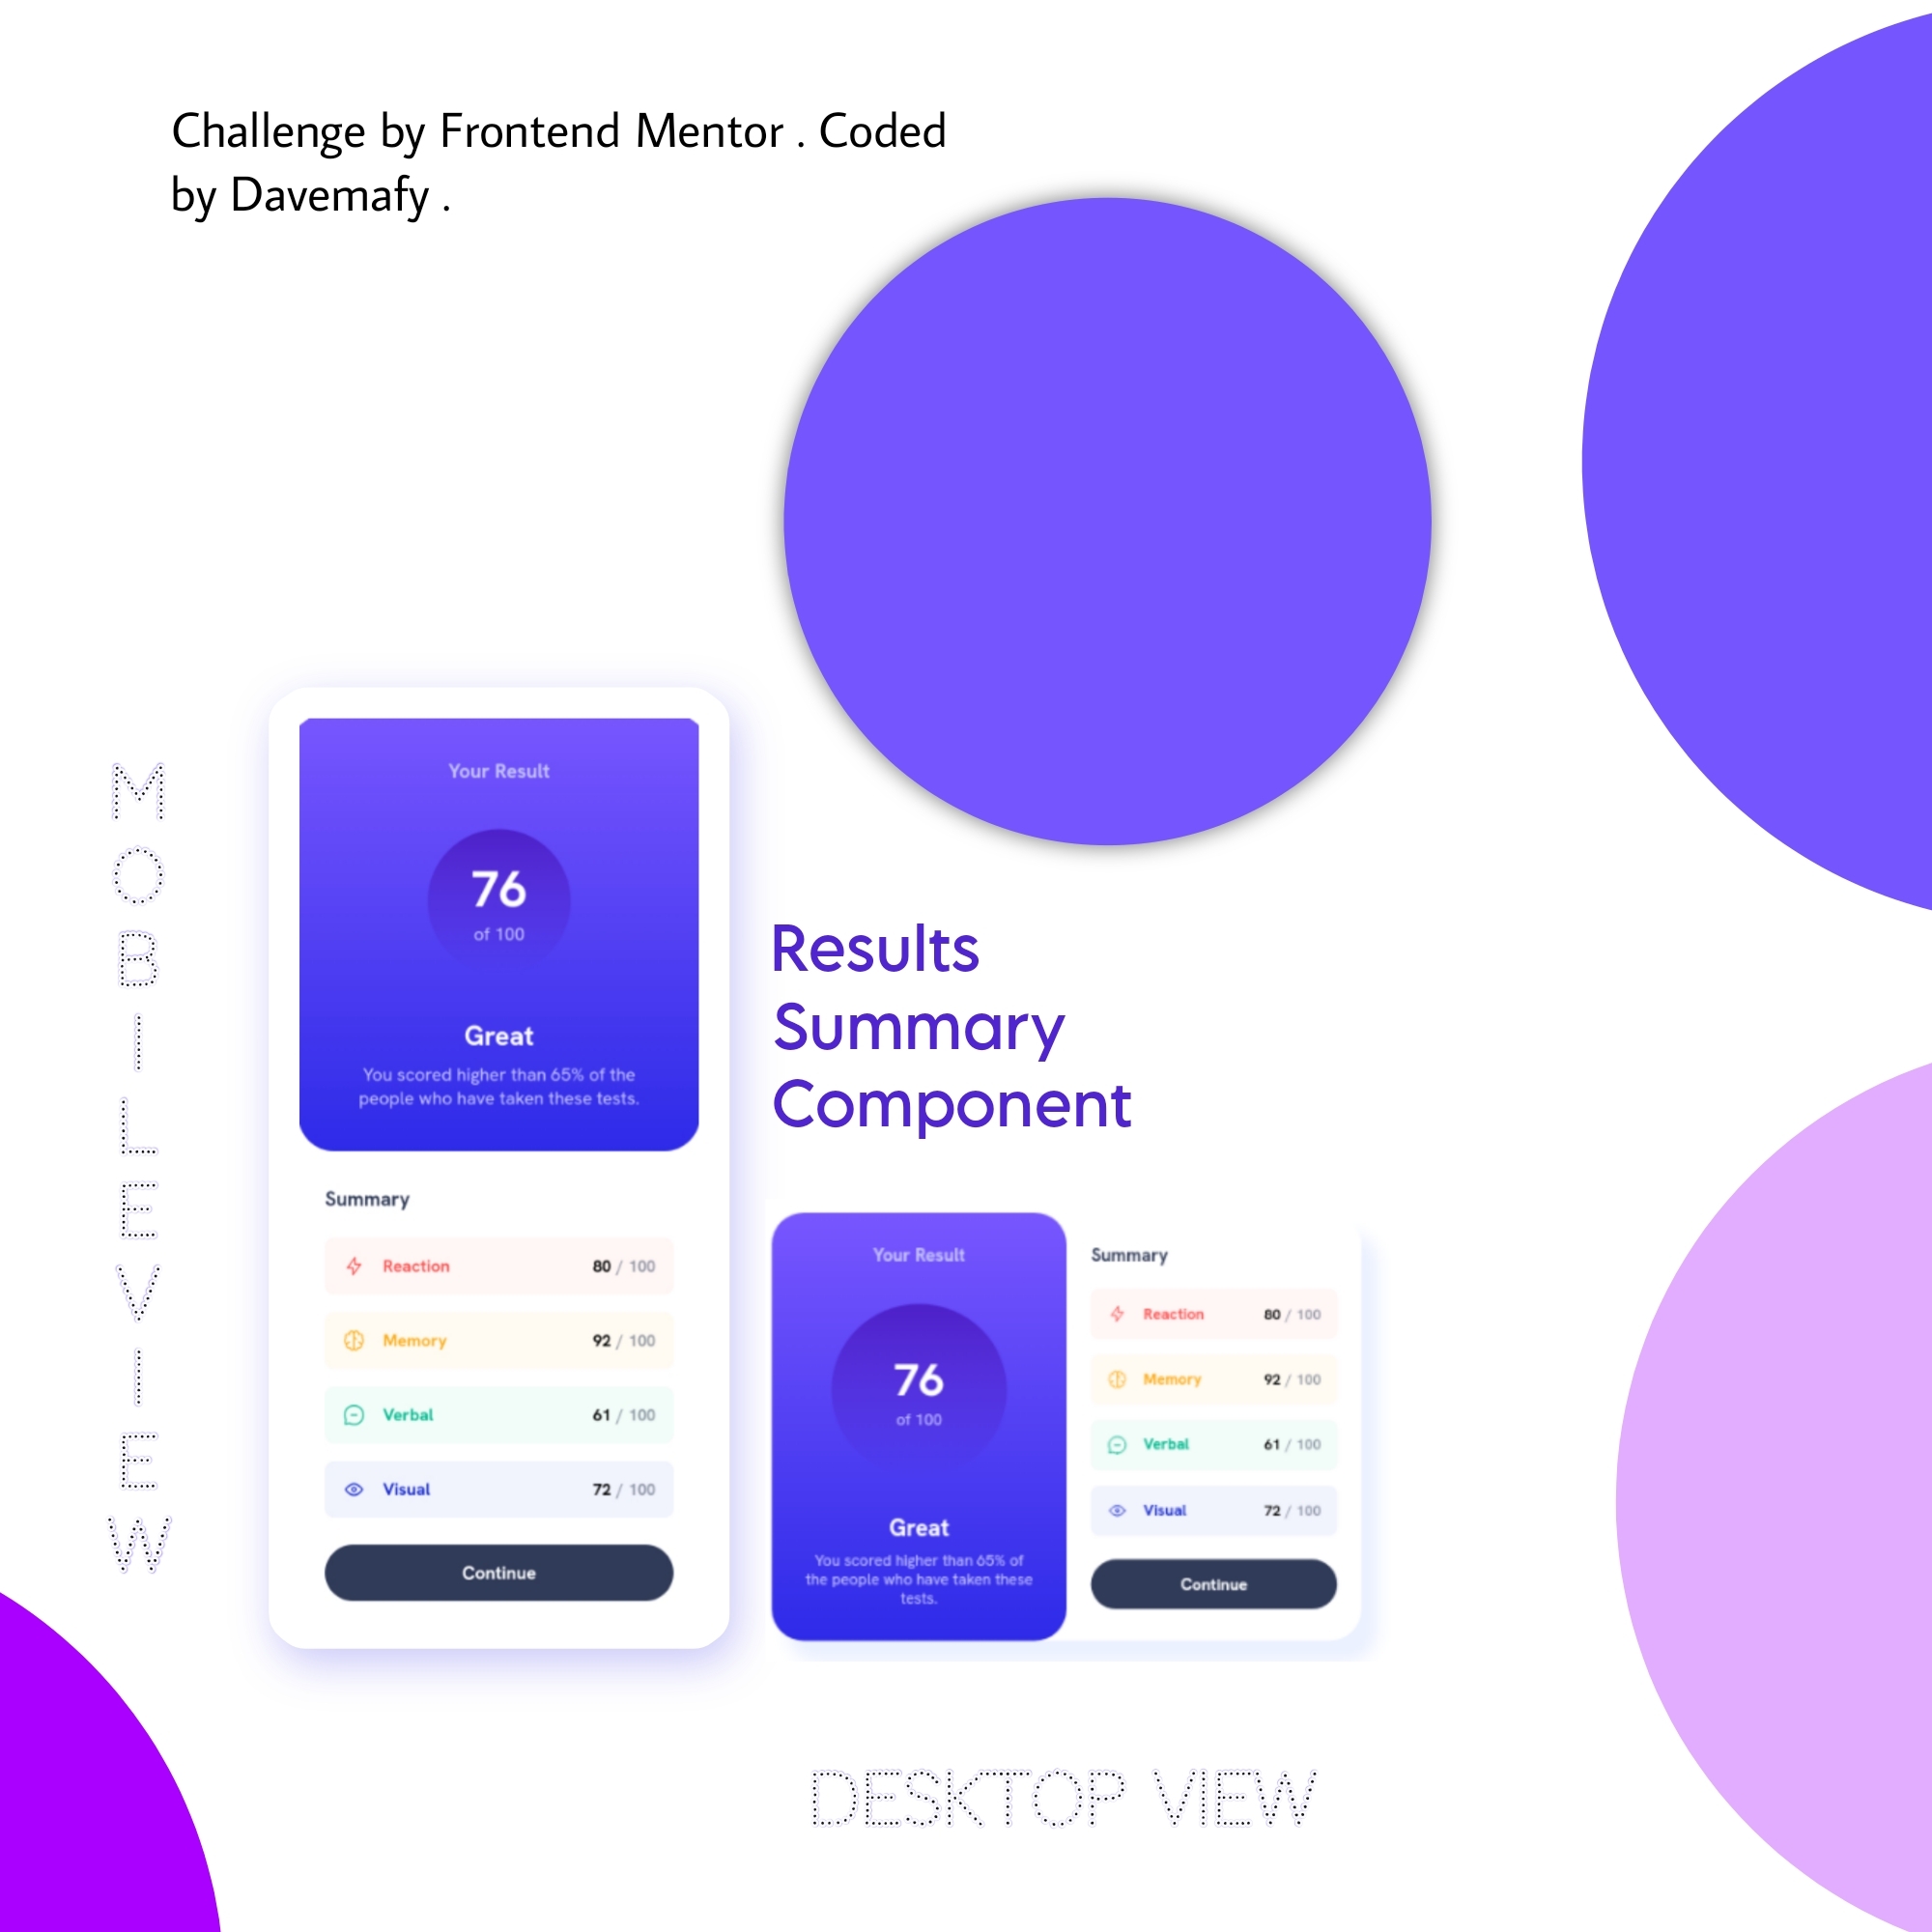 Challenge by Frontend Mentor . Coded
by Davemafy .
MOBILE VIEW
Your Result
76
of 100
Great
You scored higher than 65% of the
people who have taken these tests.
Summary
Reaction 80 / 100
Memory 92 / 100
Verbal 61 / 100
Visual 72 / 100
Continue
Results
Summary
Component
Your Result
76
of 100
Great
You scored higher than 65% of
the people who have taken these
tests.
Summary
Reaction 80 / 100
Memory 92 / 100
Verbal 61 / 100
Visual 72 / 100
Continue
DESKTOP VIEW